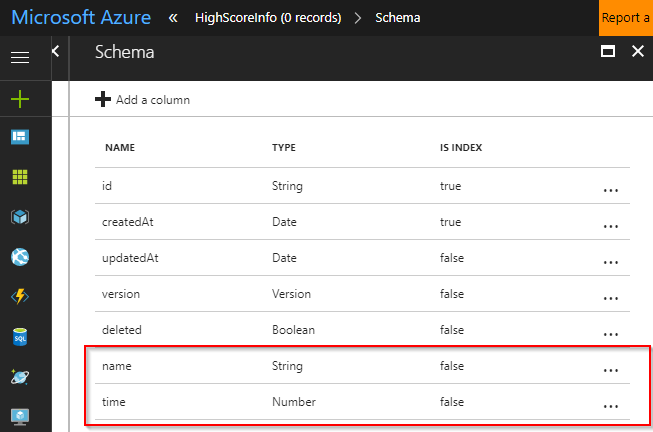 Microsoft Azure « HighScoreInfo (0 records) > Schema Report a
Schema
Add a column
NAME TYPE IS INDEX
id String true ...
createdAt Date true ...
updatedAt Date false ...
version Version false ...
deleted Boolean false ...
name String false ...
time Number false ...
SQL